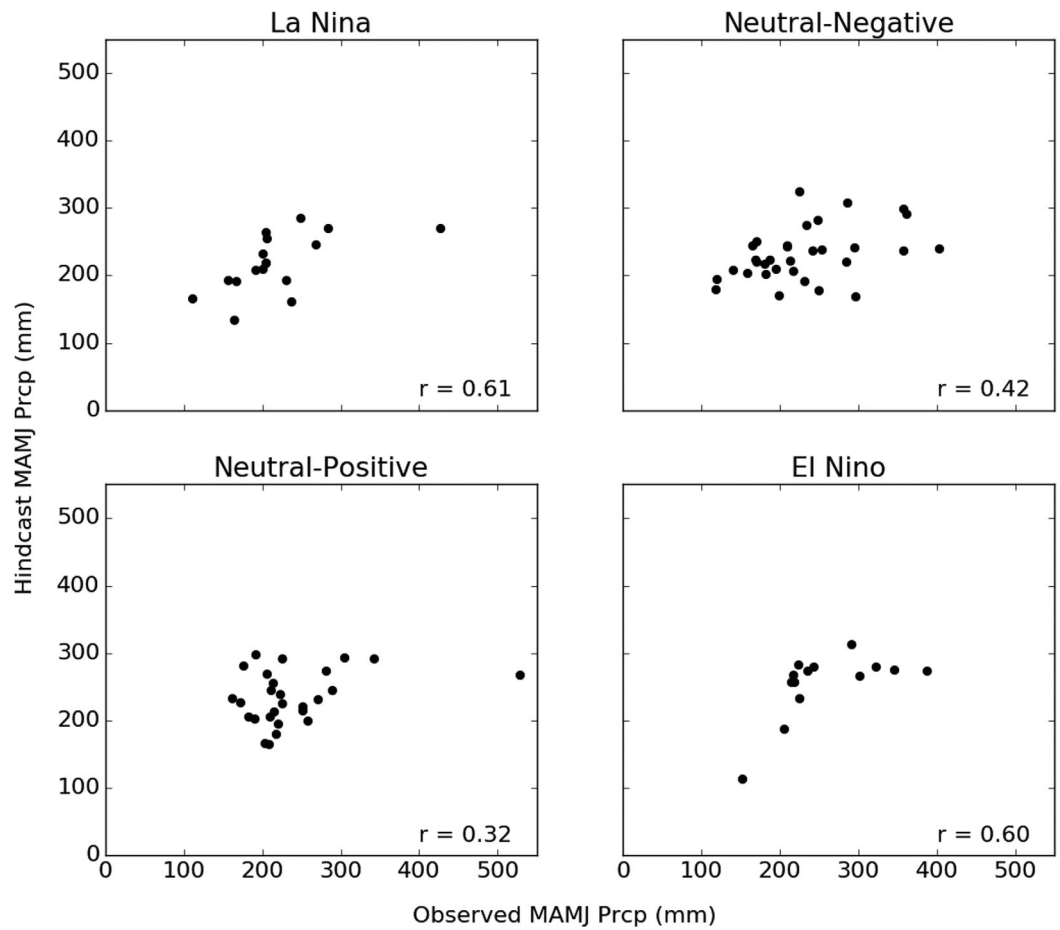 La Nina
Neutral-Negative
500
400
300
200
100
0
r = 0.61
r = 0.42
Hindcast MAMJ Prcp (mm)
Neutral-Positive
El Nino
500
400
300
200
100
0
r = 0.32
r = 0.60
0 100 200 300 400 500
0 100 200 300 400 500
Observed MAMJ Prcp (mm)